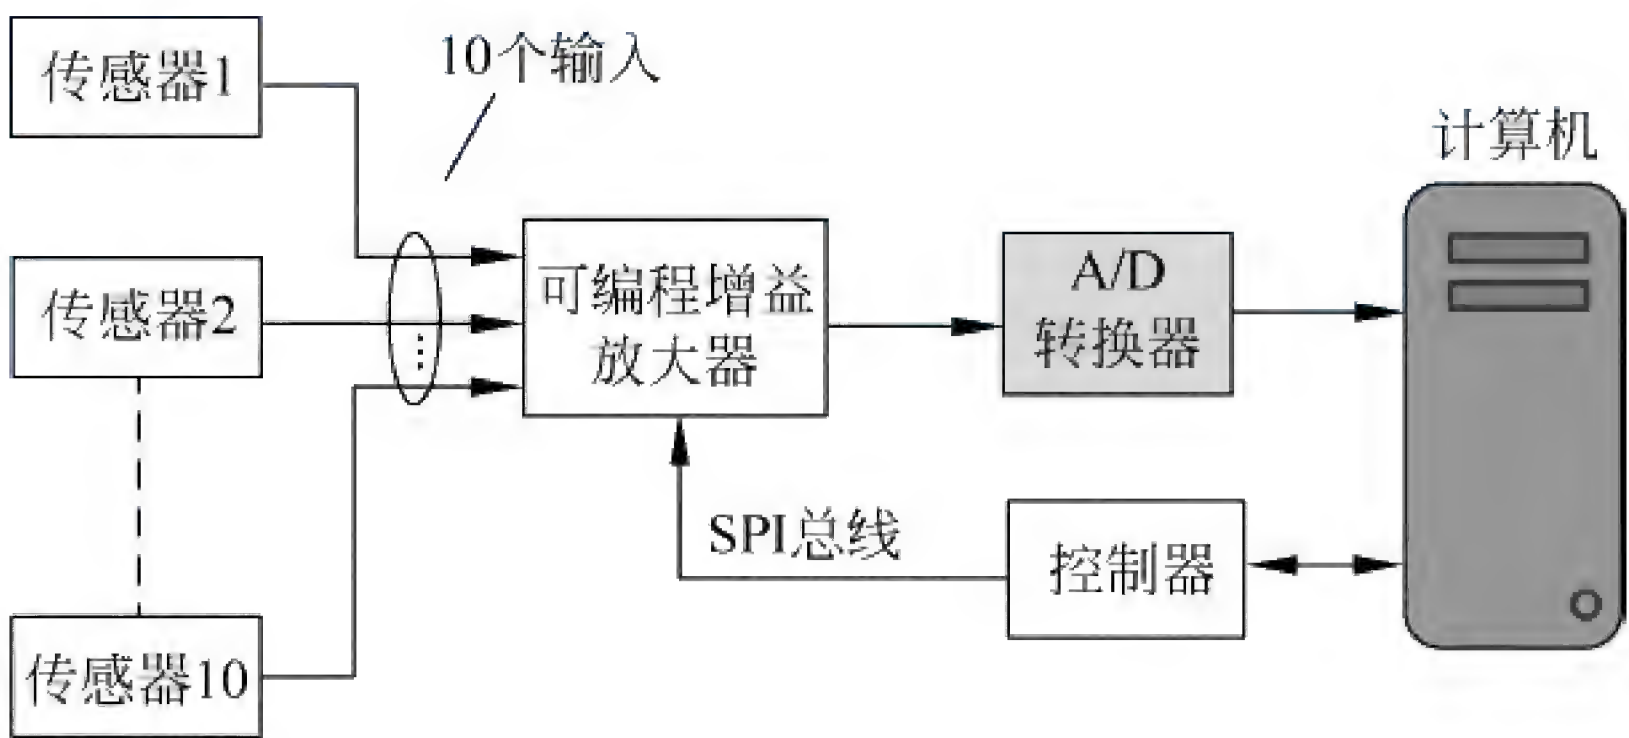 传感器1
10个输入
计算机
传感器2
可编程增益
放大器
A/D
转换器
⋮
SPI总线
控制器
传感器10